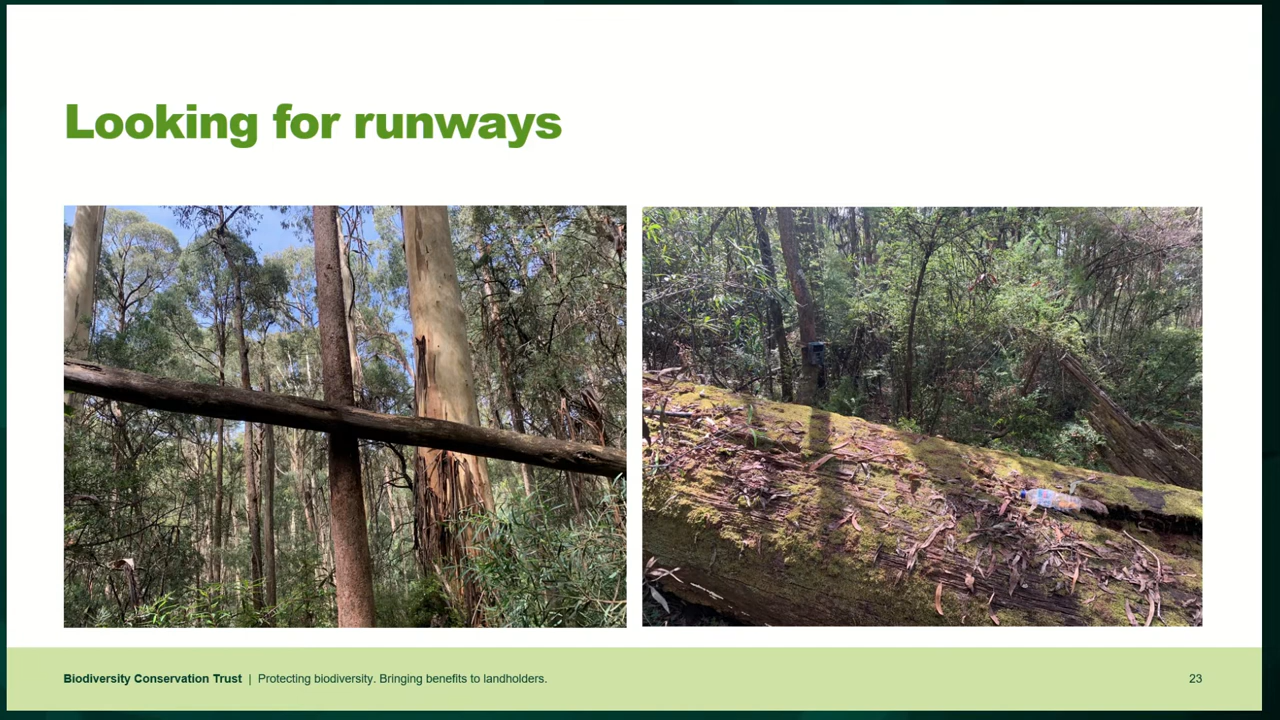 Looking for runways
Biodiversity Conservation Trust | Protecting biodiversity. Bringing benefits to landholders.
23